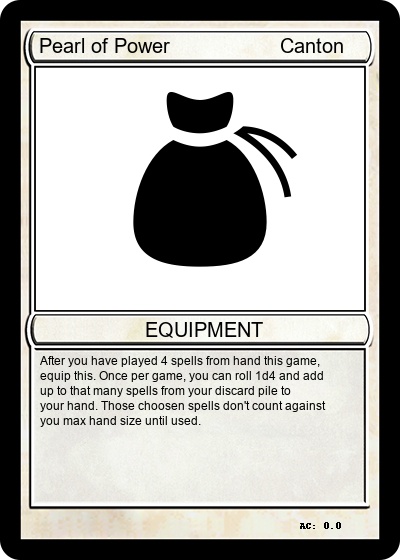 Pearl of Power Canton
EQUIPMENT
After you have played 4 spells from hand this game,
equip this. Once per game, you can roll 1d4 and add
up to that many spells from your discard pile to
your hand. Those choosen spells don't count against
you max hand size until used.
AC: 0.0